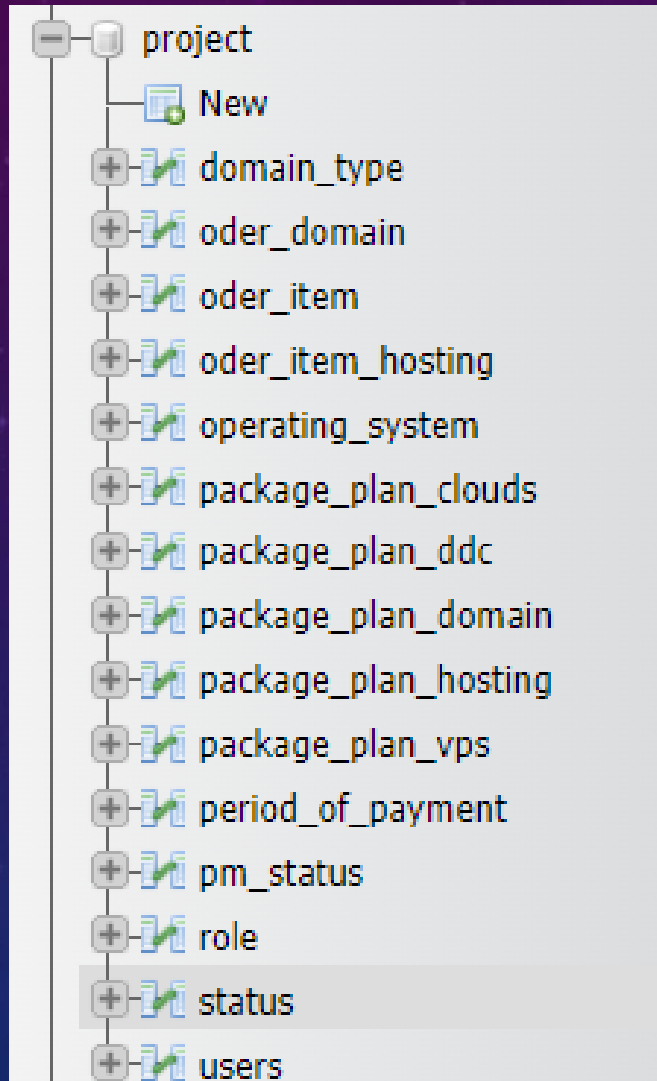 project
New
domain_type
oder_domain
oder_item
oder_item_hosting
operating_system
package_plan_clouds
package_plan_ddc
package_plan_domain
package_plan_hosting
package_plan_vps
period_of_payment
pm_status
role
status
users